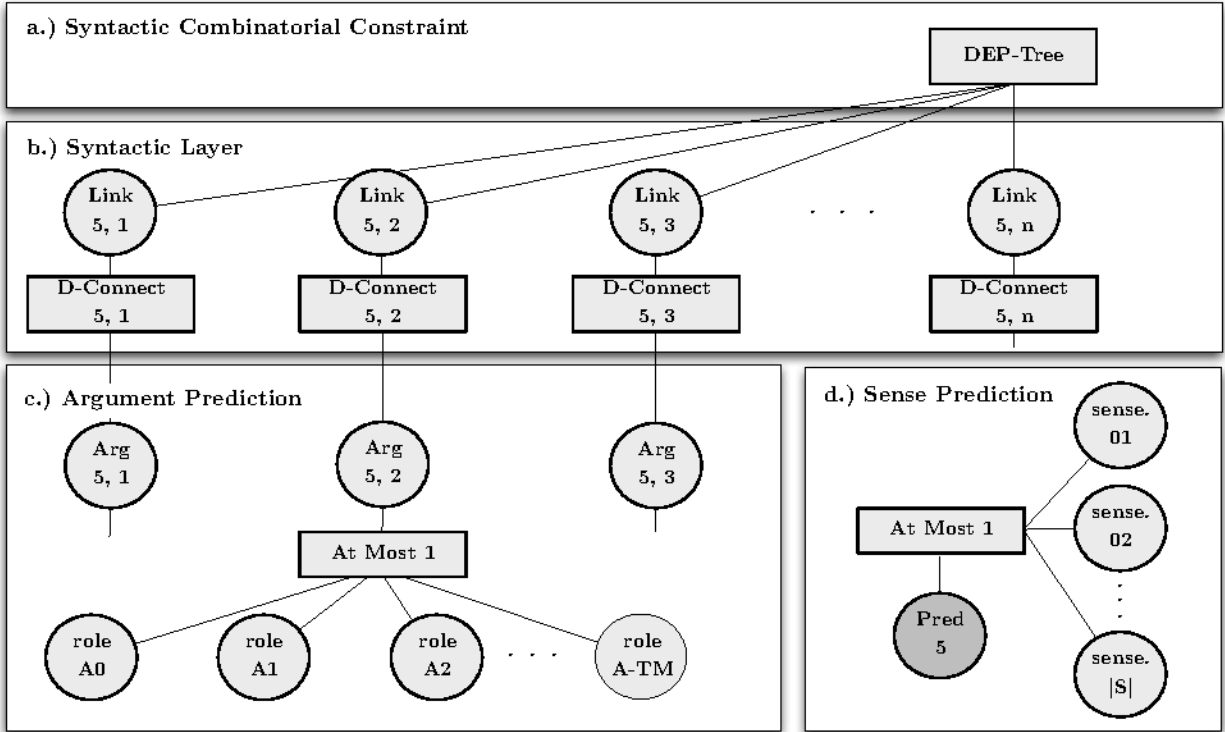 a.) Syntactic Combinatorial Constraint
DEP-Tree
b.) Syntactic Layer
Link
5, 1
Link
5, 2
Link
5, 3
. . .
Link
5, n
D-Connect
5, 1
D-Connect
5, 2
D-Connect
5, 3
D-Connect
5, n
c.) Argument Prediction
Arg
5, 1
Arg
5, 2
Arg
5, 3
At Most 1
role
A0
role
A1
role
A2
. . .
role
A-TM
d.) Sense Prediction
sense.
01
At Most 1
sense.
02
Pred
5
sense.
|S|